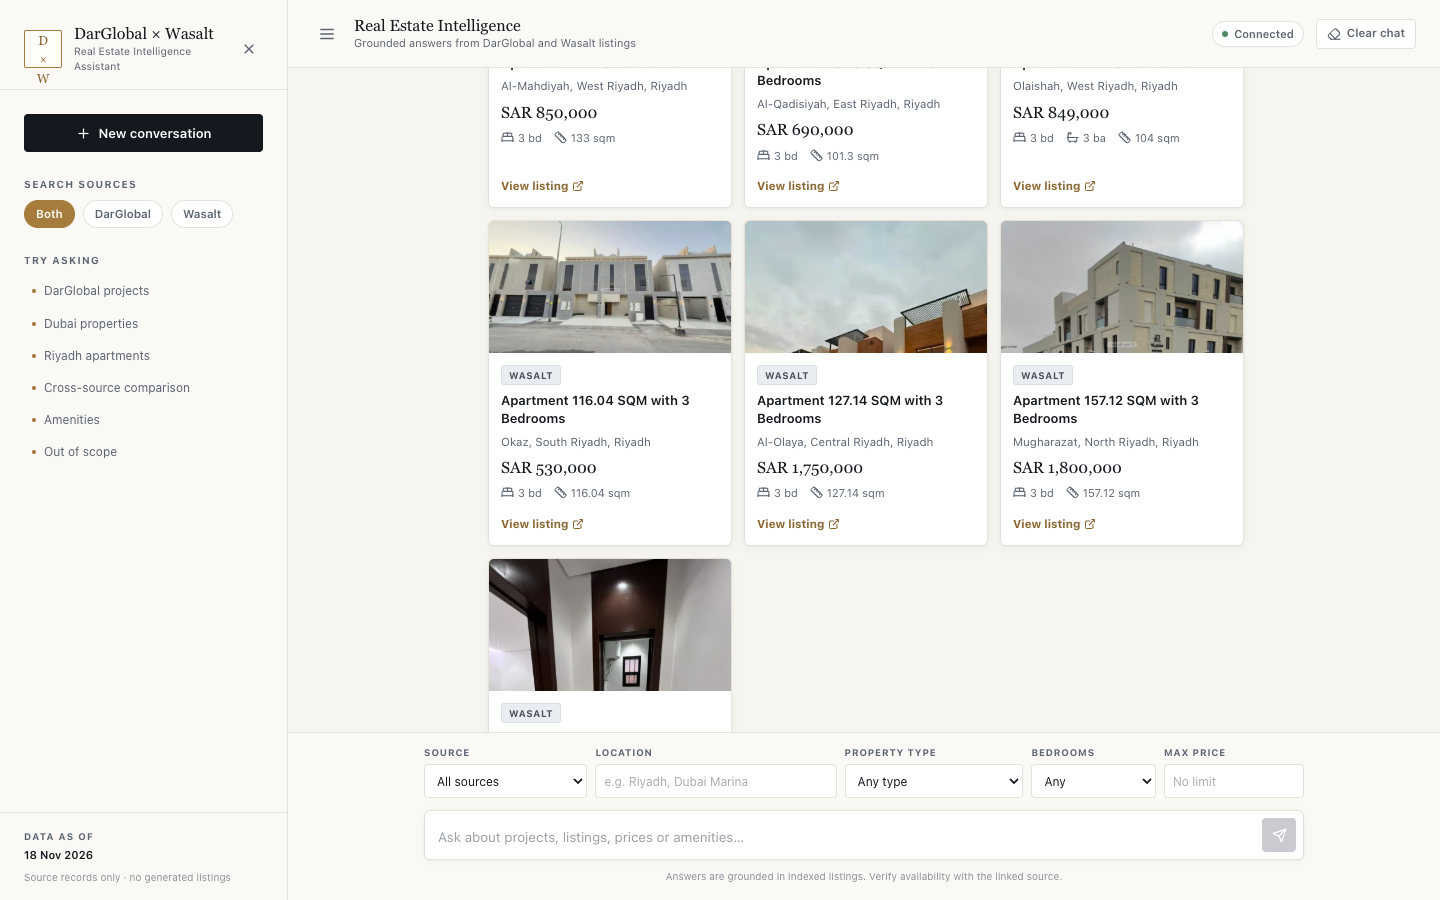 D
×
W
DarGlobal × Wasalt
Real Estate Intelligence
Assistant
New conversation
SEARCH SOURCES
Both
DarGlobal
Wasalt
TRY ASKING
DarGlobal projects
Dubai properties
Riyadh apartments
Cross-source comparison
Amenities
Out of scope
DATA AS OF
18 Nov 2026
Source records only · no generated listings
Real Estate Intelligence
Grounded answers from DarGlobal and Wasalt listings
Connected
Clear chat
Al-Mahdiyah, West Riyadh, Riyadh
SAR 850,000
3 bd 133 sqm
View listing
Bedrooms
Al-Qadisiyah, East Riyadh, Riyadh
SAR 690,000
3 bd 101.3 sqm
View listing
Olaishah, West Riyadh, Riyadh
SAR 849,000
3 bd 3 ba 104 sqm
View listing
WASALT
Apartment 116.04 SQM with 3
Bedrooms
Okaz, South Riyadh, Riyadh
SAR 530,000
3 bd 116.04 sqm
View listing
WASALT
Apartment 127.14 SQM with 3
Bedrooms
Al-Olaya, Central Riyadh, Riyadh
SAR 1,750,000
3 bd 127.14 sqm
View listing
WASALT
Apartment 157.12 SQM with 3
Bedrooms
Mugharazat, North Riyadh, Riyadh
SAR 1,800,000
3 bd 157.12 sqm
View listing
WASALT
SOURCE
All sources
LOCATION
e.g. Riyadh, Dubai Marina
PROPERTY TYPE
Any type
BEDROOMS
Any
MAX PRICE
No limit
Ask about projects, listings, prices or amenities...
Answers are grounded in indexed listings. Verify availability with the linked source.